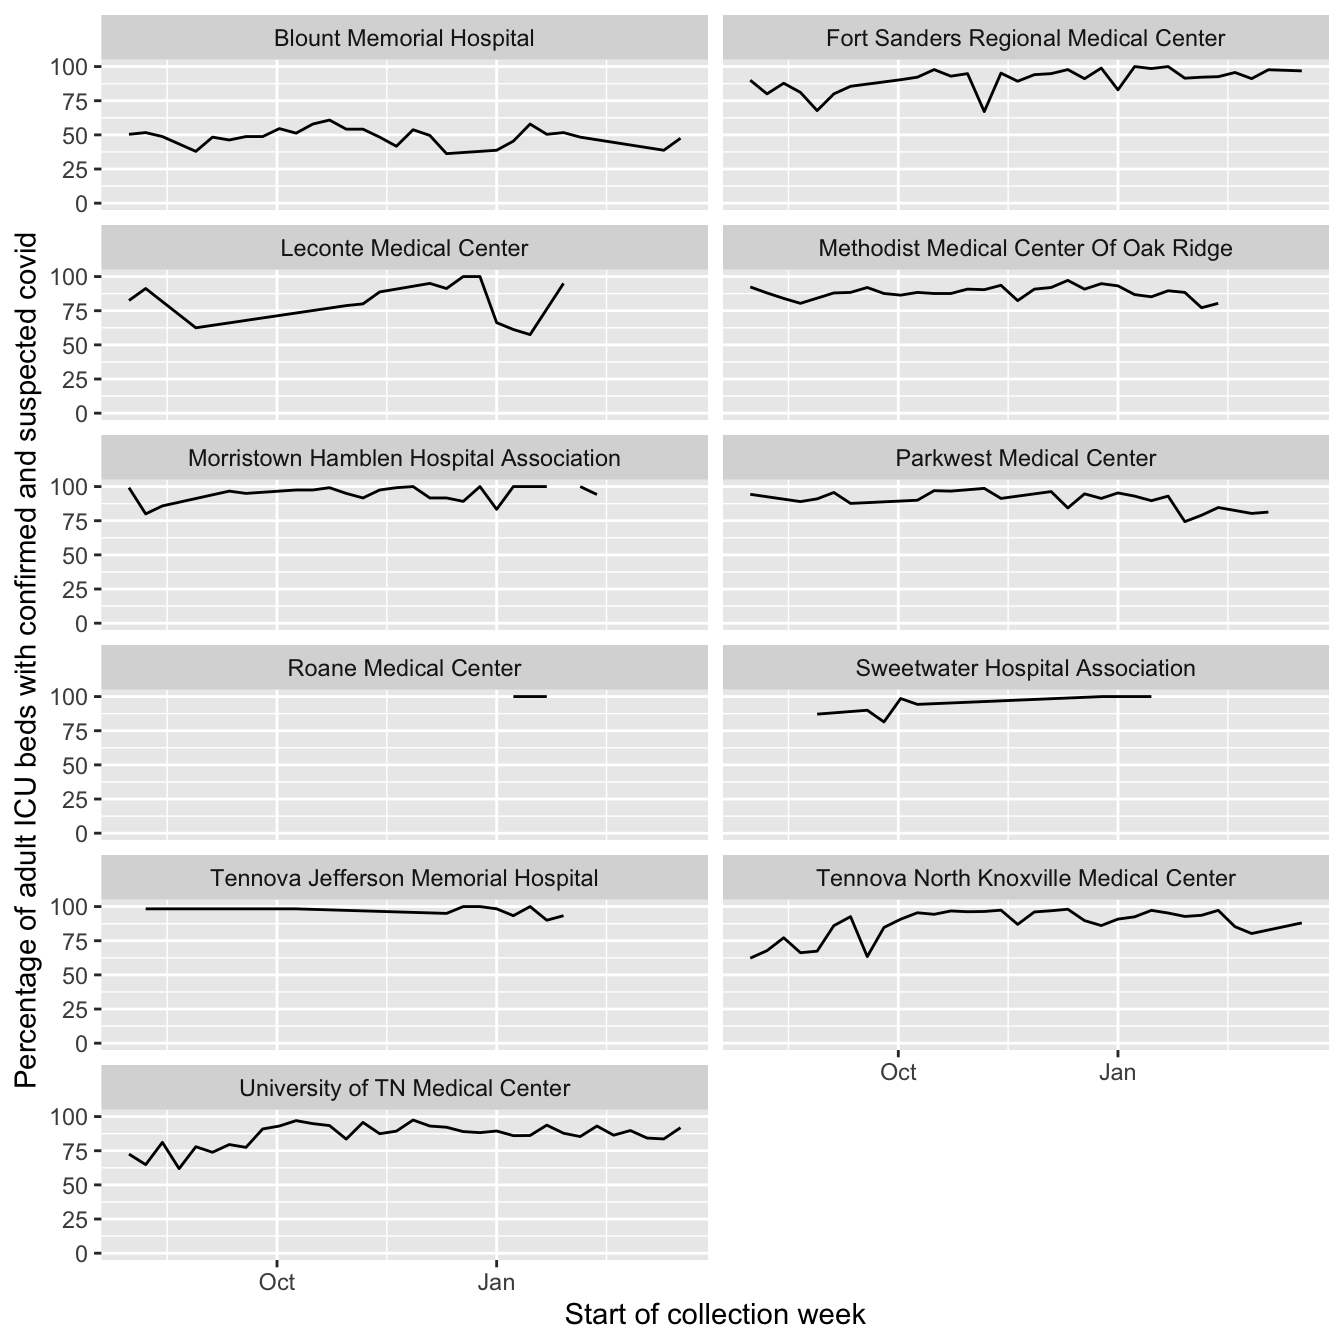 Blount Memorial Hospital
Fort Sanders Regional Medical Center
100
75
50
25
0
Leconte Medical Center
Methodist Medical Center Of Oak Ridge
100
75
50
25
0
Morristown Hamblen Hospital Association
Parkwest Medical Center
100
75
50
25
0
Roane Medical Center
Sweetwater Hospital Association
100
75
50
25
0
Tennova Jefferson Memorial Hospital
Tennova North Knoxville Medical Center
100
75
50
25
0
Oct
Jan
University of TN Medical Center
100
75
50
25
0
Oct
Jan
Start of collection week
Percentage of adult ICU beds with confirmed and suspected covid